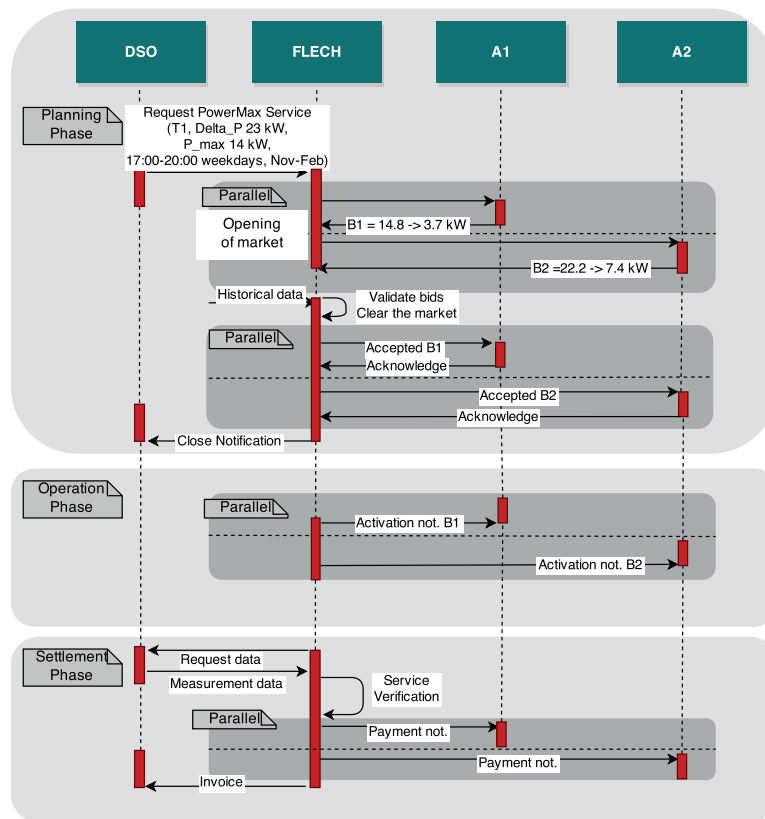 DSO
FLECH
A1
A2
Planning
Phase
Request PowerMax Service
(T1, Delta_P 23 kW,
P_max 14 kW,
17:00-20:00 weekdays, Nov-Feb)
Parallel
Opening
of market
B1 = 14.8 -> 3.7 kW
B2 =22.2 -> 7.4 kW
Historical data
Validate bids
Clear the market
Parallel
Accepted B1
Acknowledge
Accepted B2
Acknowledge
Close Notification
Operation
Phase
Parallel
Activation not. B1
Activation not. B2
Settlement
Phase
Request data
Measurement data
Service
Verification
Parallel
Payment not.
Payment not.
Invoice